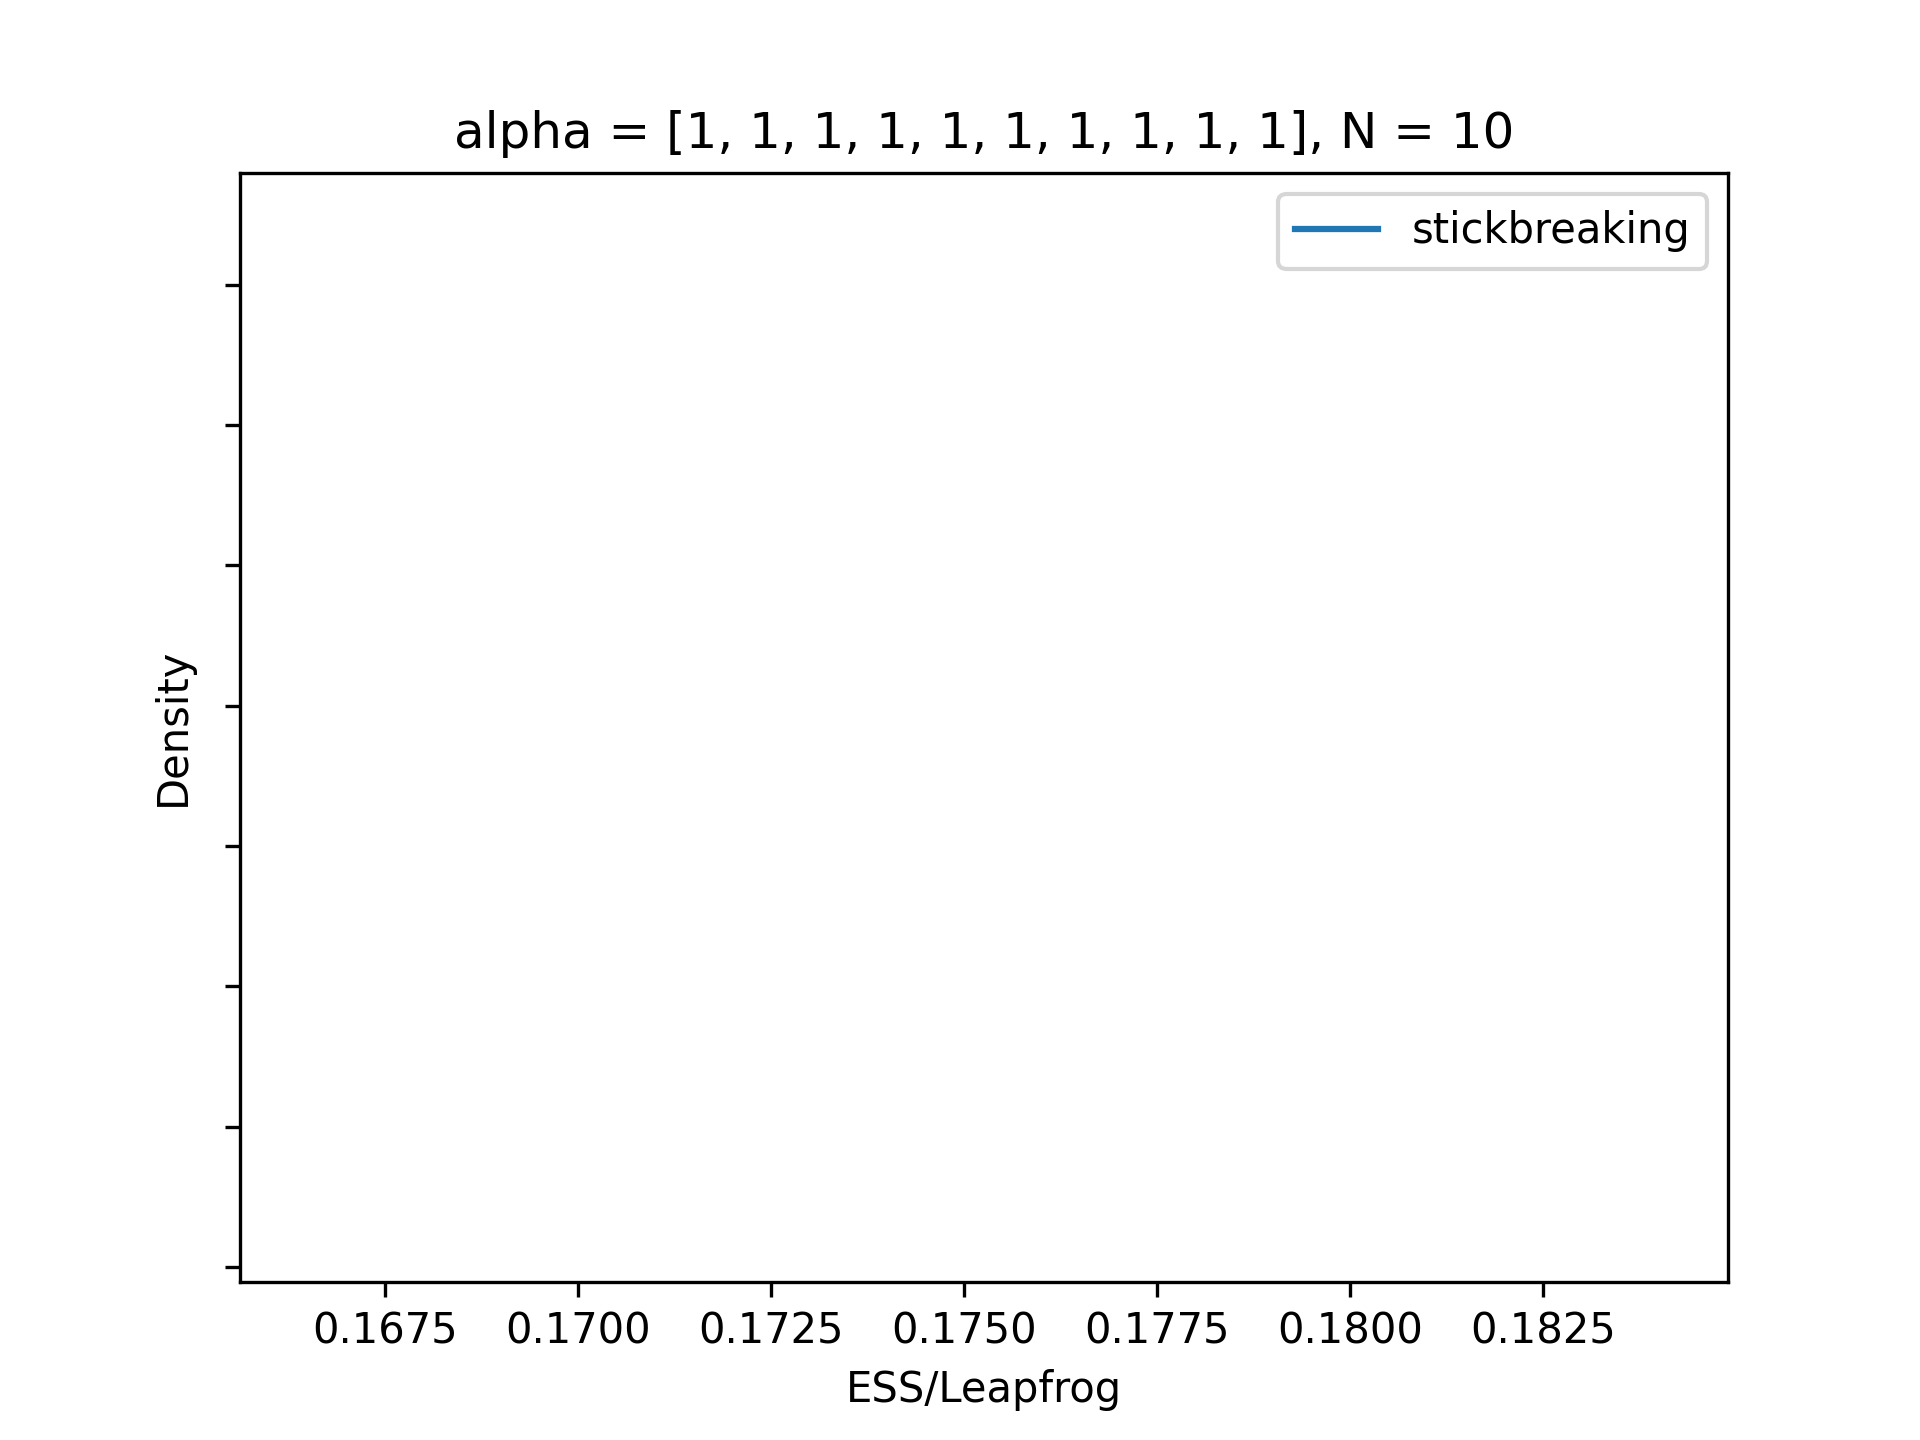 alpha = [1, 1, 1, 1, 1, 1, 1, 1, 1, 1], N = 10
stickbreaking
Density
0.1675 0.1700 0.1725 0.1750 0.1775 0.1800 0.1825
ESS/Leapfrog